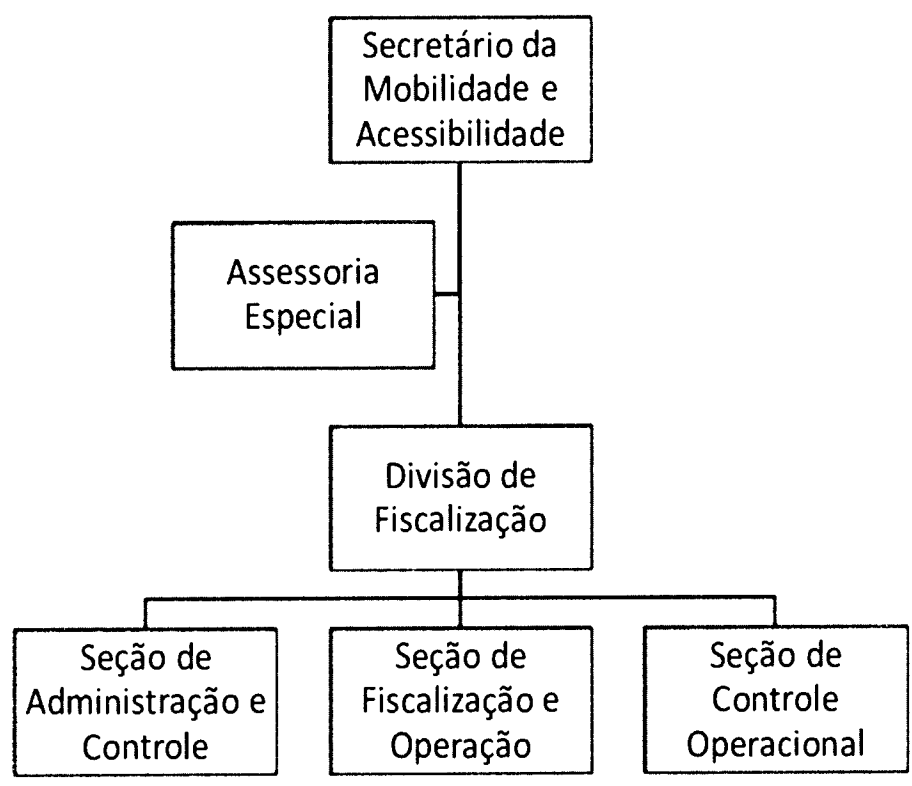 Secretário da
Mobilidade e
Acessibilidade
Assessoria
Especial
Divisão de
Fiscalização
Seção de
Administração e
Controle
Seção de
Fiscalização e
Operação
Seção de
Controle
Operacional